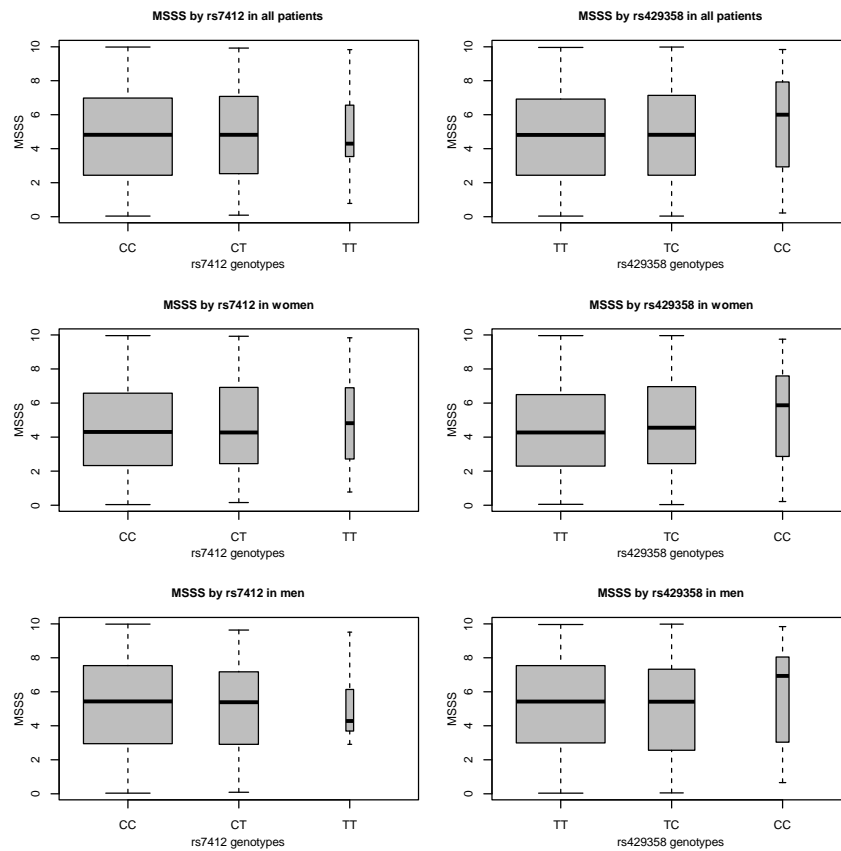 MSSS by rs7412 in all patients
MSSS
10
8
6
4
2
0
CC CT TT
rs7412 genotypes
MSSS by rs429358 in all patients
MSSS
10
8
6
4
2
0
TT TC CC
rs429358 genotypes
MSSS by rs7412 in women
MSSS
10
8
6
4
2
0
CC CT TT
rs7412 genotypes
MSSS by rs429358 in women
MSSS
10
8
6
4
2
0
TT TC CC
rs429358 genotypes
MSSS by rs7412 in men
MSSS
10
8
6
4
2
0
CC CT TT
rs7412 genotypes
MSSS by rs429358 in men
MSSS
10
8
6
4
2
0
TT TC CC
rs429358 genotypes